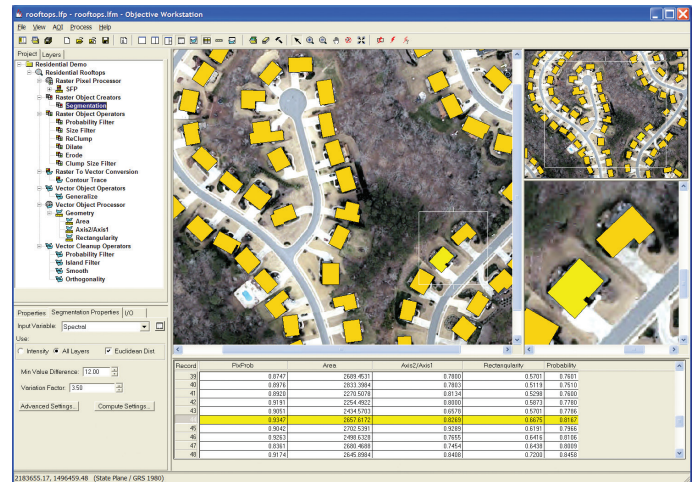 rooftops.lfp - rooftops.lfm - Objective Workstation
File View AOI Process Help
Project Layers
Residential Demo
Residential Rooftops
Raster Pixel Processor
SFP
Raster Object Creators
Segmentation
Raster Object Operators
Probability Filter
Size Filter
ReClump
Dilate
Erode
Clump Size Filter
Raster To Vector Conversion
Contour Trace
Vector Object Operators
Generalize
Vector Object Processor
Geometry
Area
Axis2/Axis1
Rectangularity
Vector Cleanup Operators
Probability Filter
Island Filter
Smooth
Orthogonality
Properties Segmentation Properties I/O
Input Variable: Spectral
Use:
Intensity All Layers Euclidean Dist
Min Value Difference: 12.00
Variation Factor: 3.50
Advanced Settings... Compute Settings...
Record PixProb Area Axis2/Axis1 Rectangularity Probability
39 0.8747 2689.4531 0.7800 0.5701 0.7601
40 0.8976 2833.3984 0.7803 0.5119 0.7510
41 0.8920 2270.5078 0.8134 0.5298 0.7600
42 0.9191 2254.4922 0.8000 0.5873 0.7780
43 0.9051 2434.5703 0.6578 0.5701 0.7786
0.9347 2657.6172 0.8269 0.6675 0.8167
45 0.9042 2702.5391 0.9289 0.6191 0.7966
46 0.9263 2498.6328 0.7655 0.6416 0.8106
47 0.8361 2680.4688 0.7454 0.6438 0.8009
48 0.9174 2645.8984 0.8408 0.7200 0.8458
2183655.17, 1496459.48 (State Plane / GRS 1980)